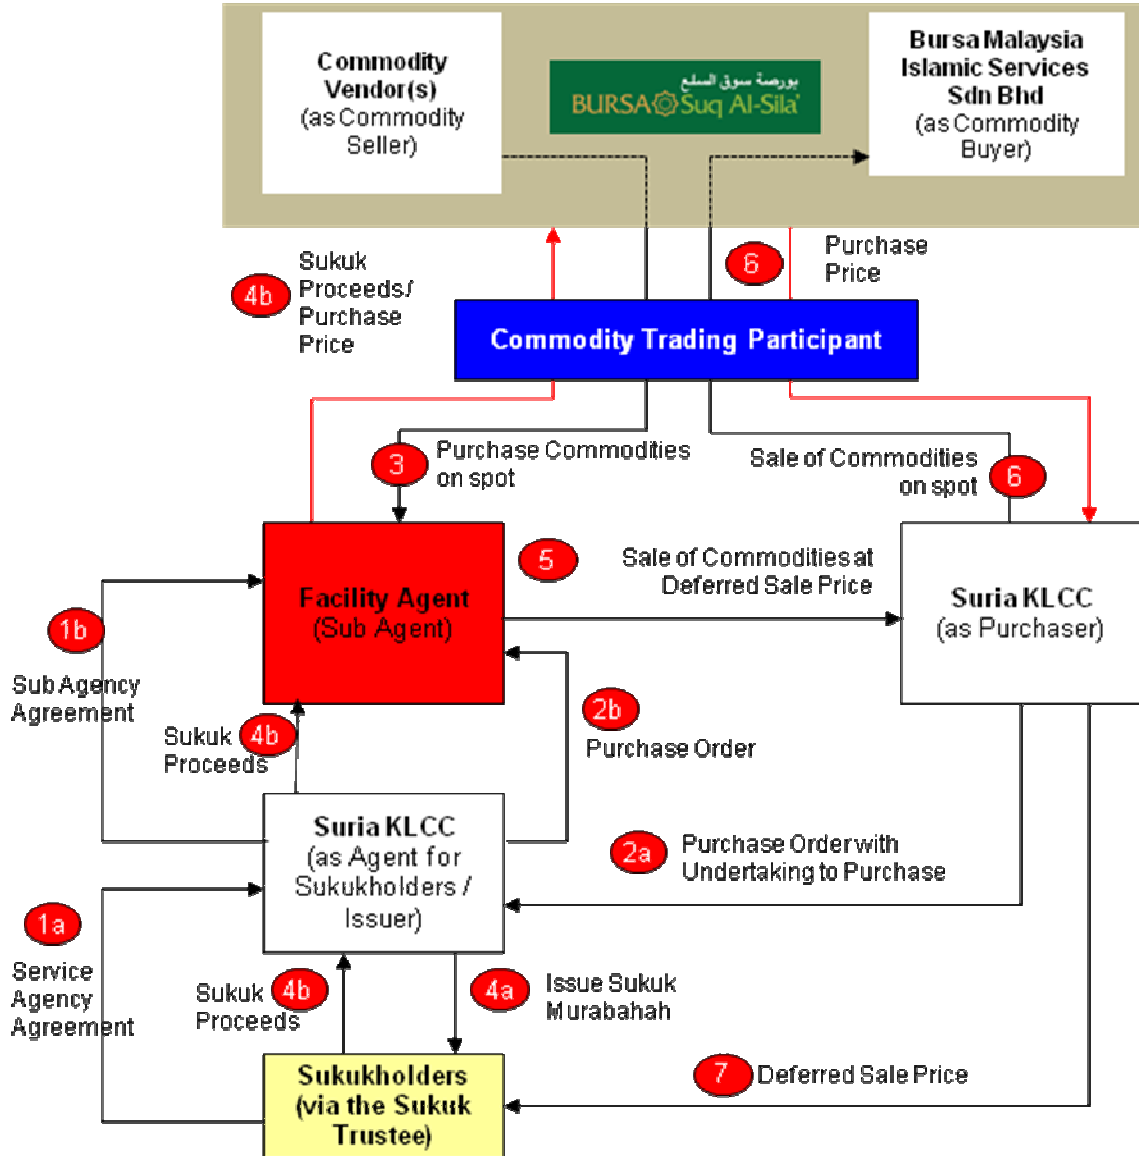 Commodity
Vendor(s)
(as Commodity
Seller)
بورصة سوق السلع
BURSA Suq Al-Sila'
Bursa Malaysia
Islamic Services
Sdn Bhd
(as Commodity
Buyer)
4b
Sukuk
Proceeds/
Purchase
Price
6
Purchase
Price
Commodity Trading Participant
3
Purchase Commodities
on spot
Sale of Commodities
on spot
6
Facility Agent
(Sub Agent)
5
Sale of Commodities at
Deferred Sale Price
Suria KLCC
(as Purchaser)
1b
Sub Agency
Agreement
Sukuk
Proceeds
4b
2b
Purchase Order
Suria KLCC
(as Agent for
Sukukholders /
Issuer)
2a
Purchase Order with
Undertaking to Purchase
1a
Service
Agency
Agreement
Sukuk
Proceeds
4b
4a
Issue Sukuk
Murabahah
Sukukholders
(via the Sukuk
Trustee)
7
Deferred Sale Price